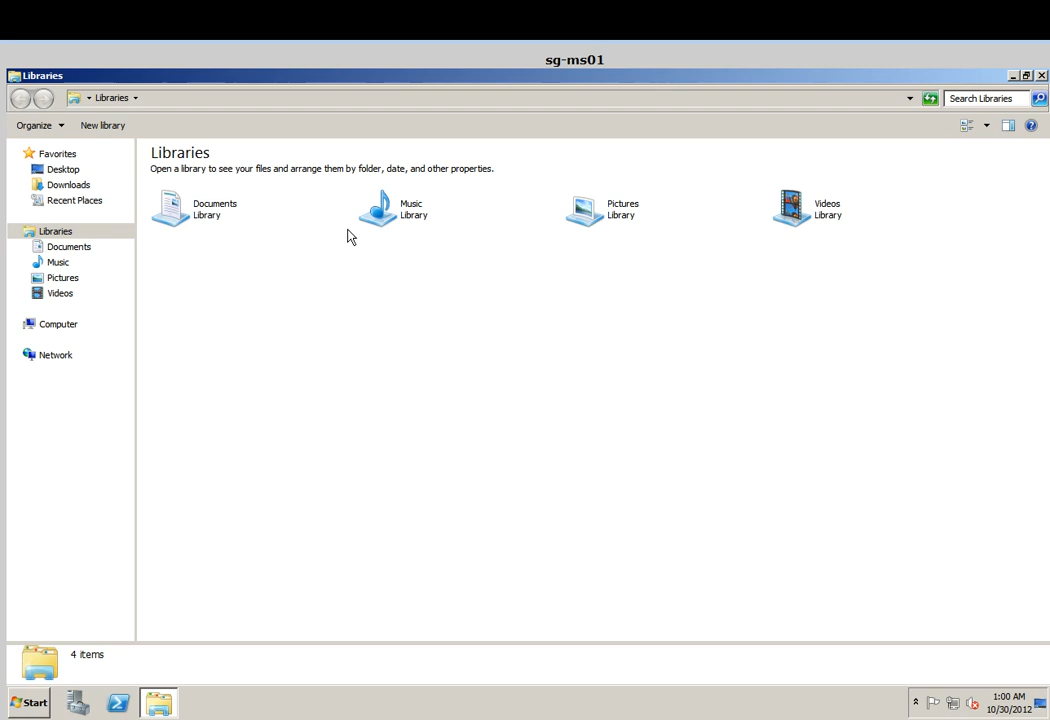 sg-ms01
Libraries
Libraries
Search Libraries
Organize
New library
Favorites
Desktop
Downloads
Recent Places
Libraries
Documents
Music
Pictures
Videos
Computer
Network
Libraries
Open a library to see your files and arrange them by folder, date, and other properties.
Documents
Library
Music
Library
Pictures
Library
Videos
Library
4 items
Start
1:00 AM
10/30/2012